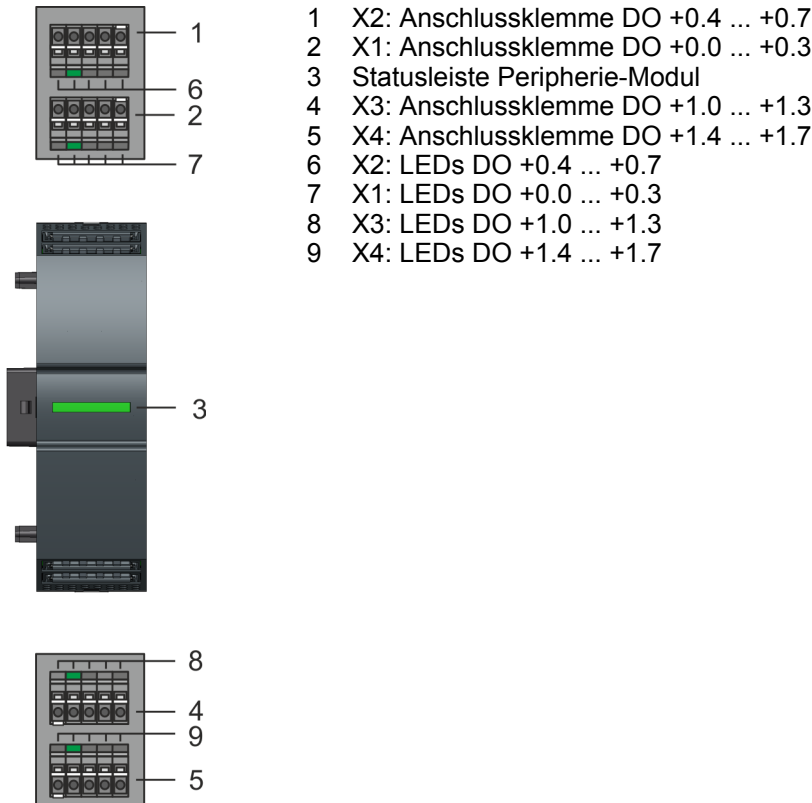 1 X2: Anschlussklemme DO +0.4 ... +0.7
2 X1: Anschlussklemme DO +0.0 ... +0.3
3 Statusleiste Peripherie-Modul
4 X3: Anschlussklemme DO +1.0 ... +1.3
5 X4: Anschlussklemme DO +1.4 ... +1.7
6 X2: LEDs DO +0.4 ... +0.7
7 X1: LEDs DO +0.0 ... +0.3
8 X3: LEDs DO +1.0 ... +1.3
9 X4: LEDs DO +1.4 ... +1.7
1
6
2
7
3
8
4
9
5